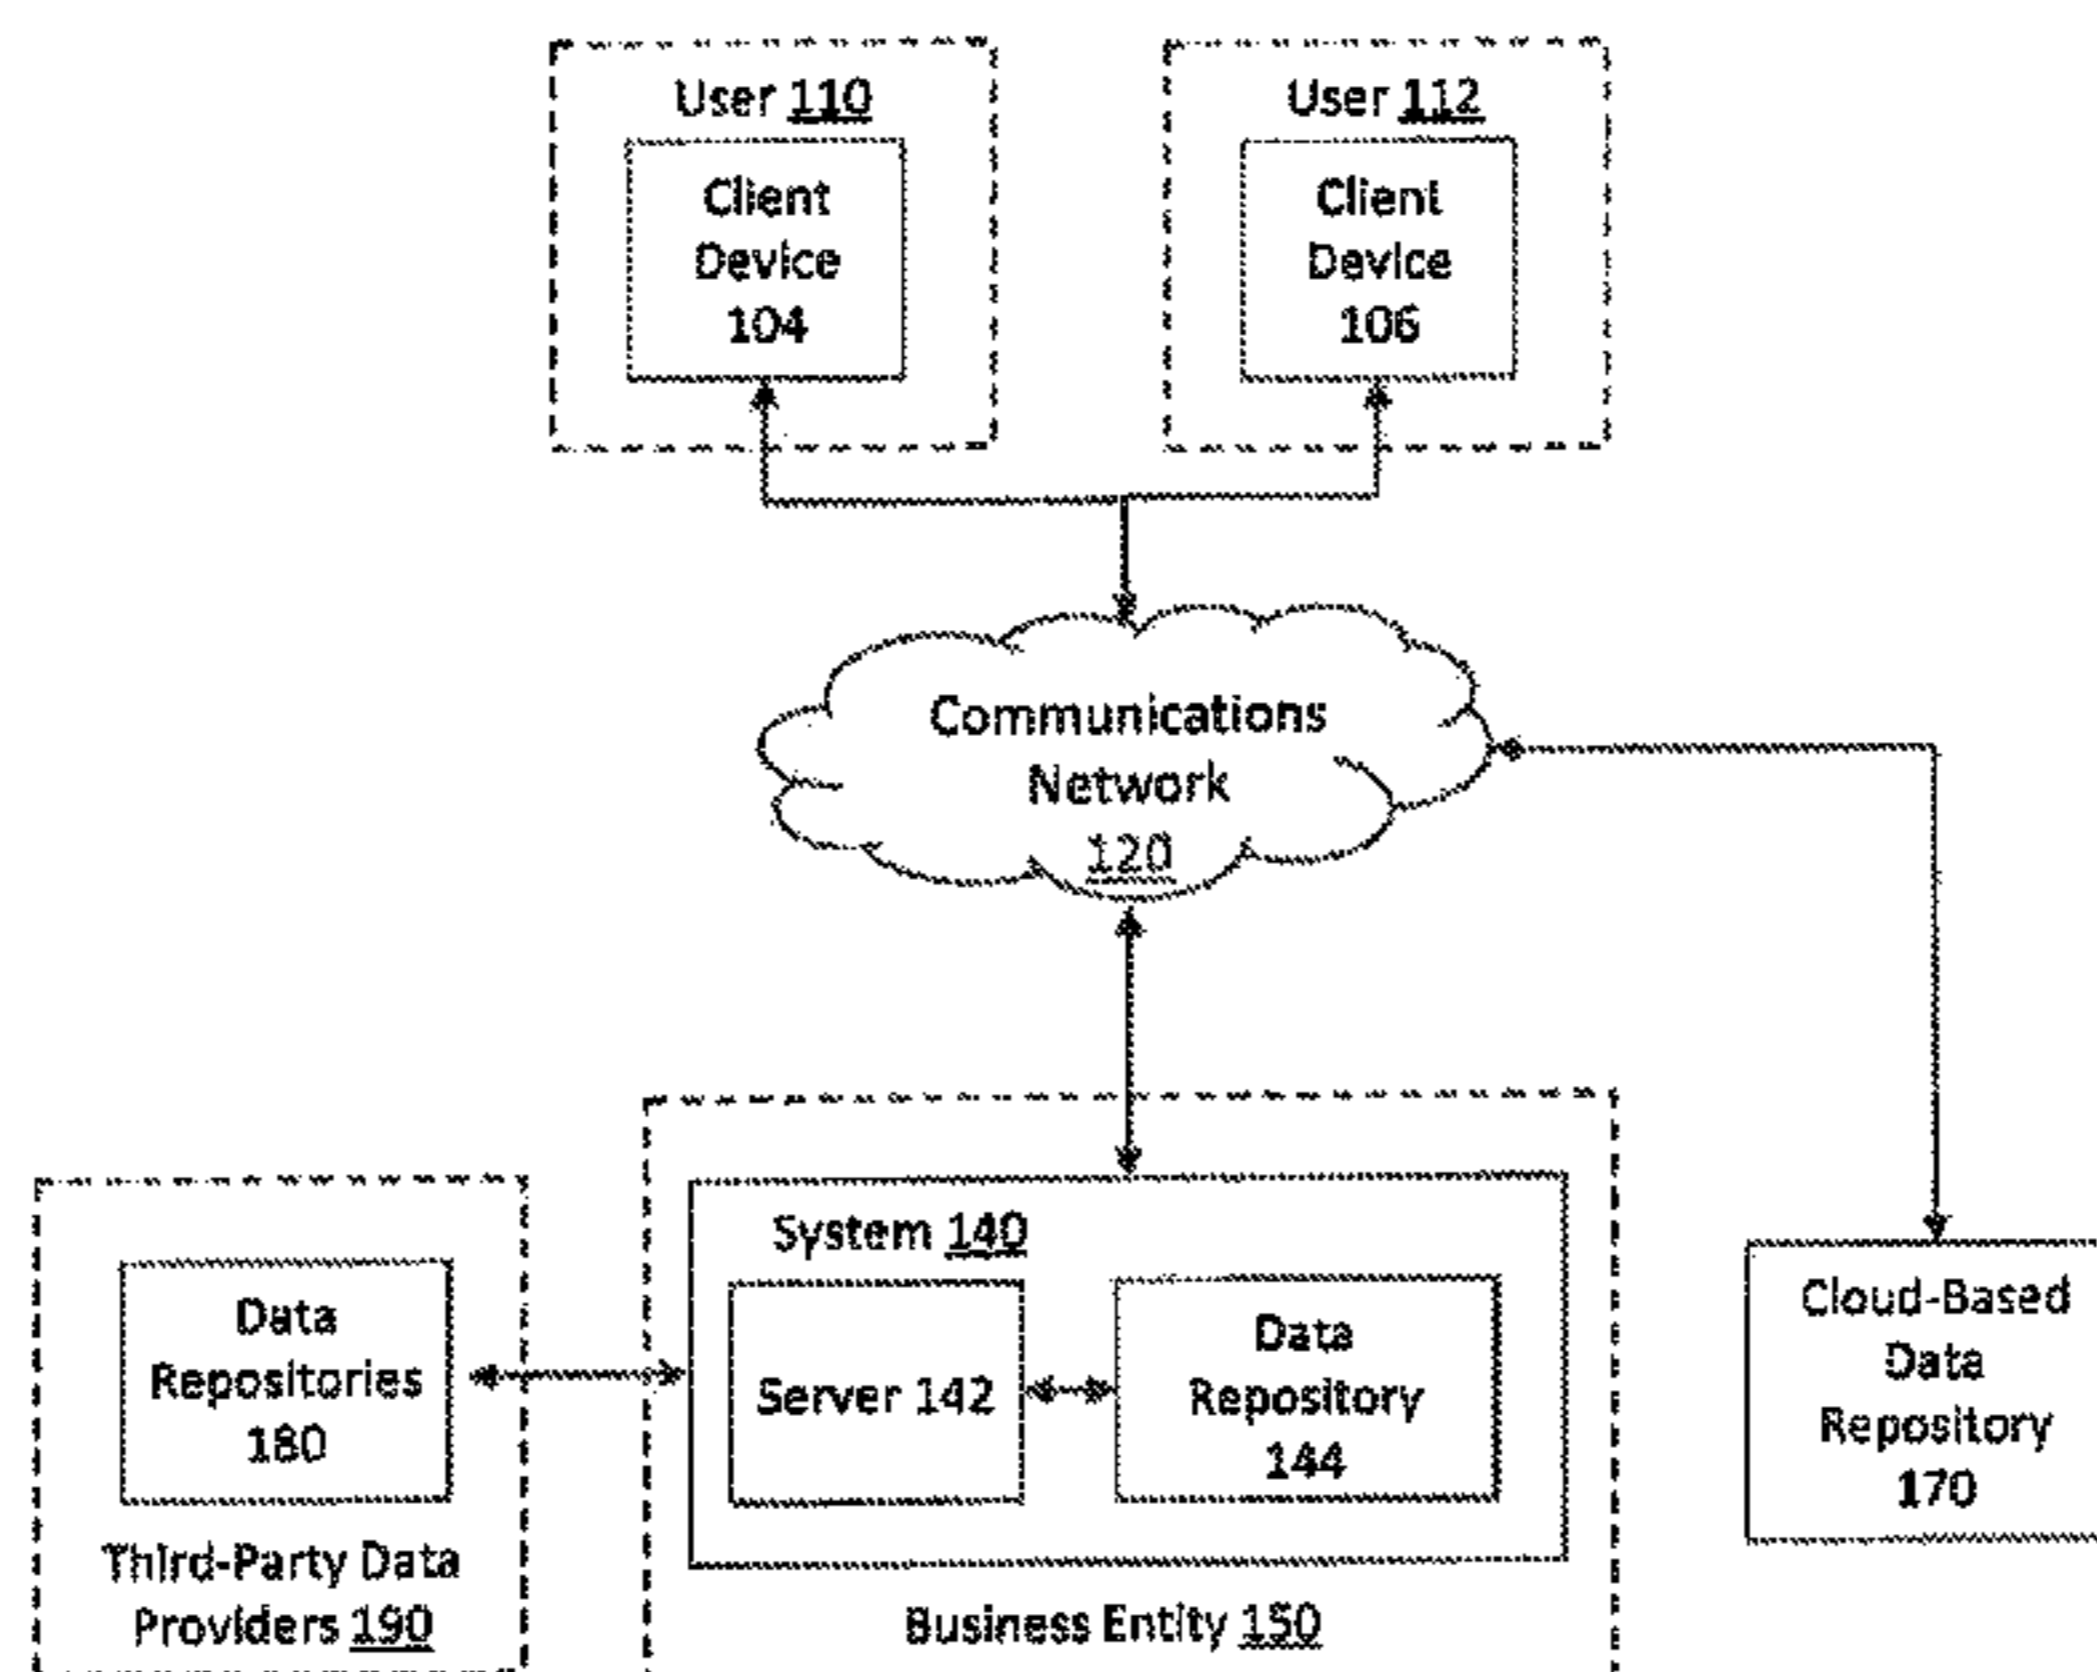 User 110
Client
Device
104
User 112
Client
Device
106
Communications
Network
120
System 140
Server 142
Data
Repository
144
Business Entity 150
Data
Repositories
180
Third-Party Data
Providers 190
Cloud-Based
Data
Repository
170